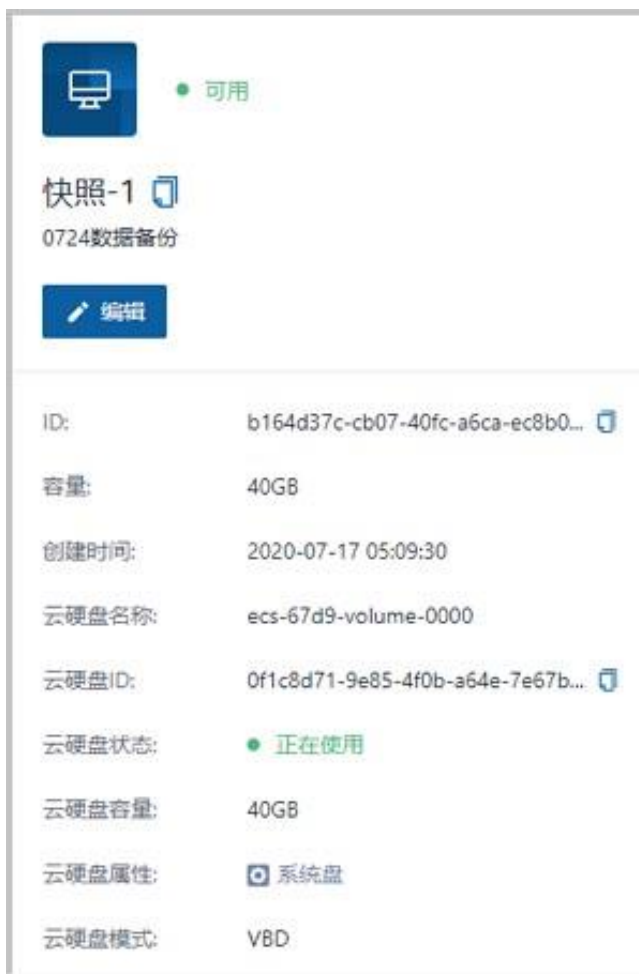 可用
快照-1
0724数据备份
编辑
ID: b164d37c-cb07-40fc-a6ca-ec8b0...
容量: 40GB
创建时间: 2020-07-17 05:09:30
云硬盘名称: ecs-67d9-volume-0000
云硬盘ID: 0f1c8d71-9e85-4f0b-a64e-7e67b...
云硬盘状态: 正在使用
云硬盘容量: 40GB
云硬盘属性: 系统盘
云硬盘模式: VBD